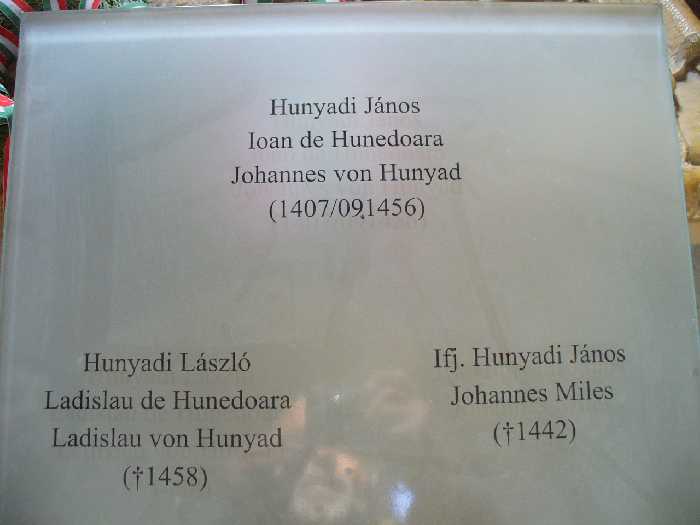 Hunyadi János
Ioan de Hunedoara
Johannes von Hunyad
(1407/09.1456)
Hunyadi László
Ladislau de Hunedoara
Ladislau von Hunyad
(†1458)
Ifj. Hunyadi János
Johannes Miles
(†1442)